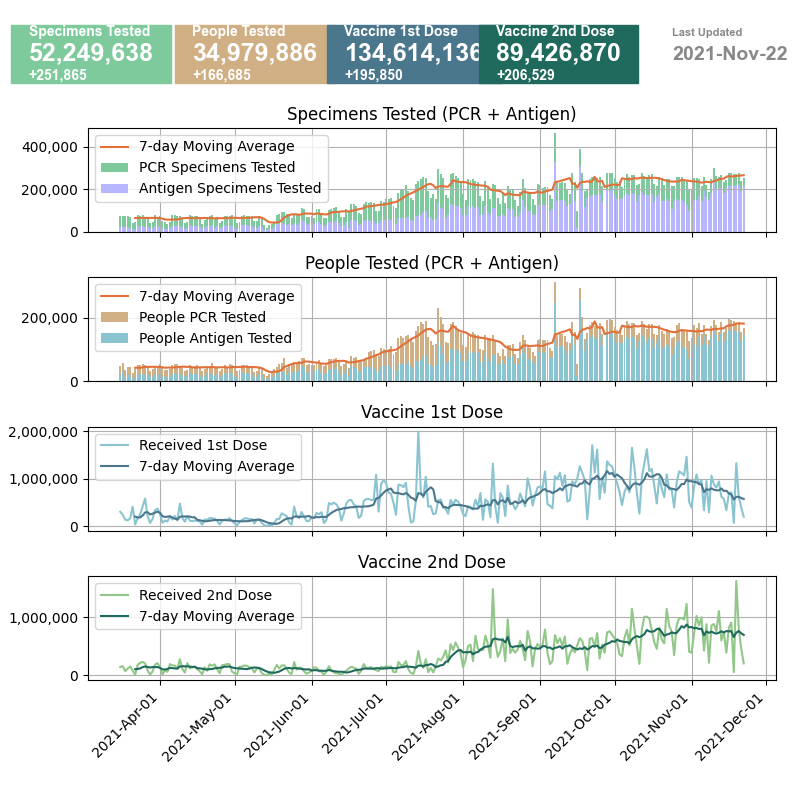 Specimens Tested
52,249,638
+251,865
People Tested
34,979,886
+166,685
Vaccine 1st Dose
134,614,136
+195,850
Vaccine 2nd Dose
89,426,870
+206,529
Last Updated
2021-Nov-22
Specimens Tested (PCR + Antigen)
7-day Moving Average
PCR Specimens Tested
Antigen Specimens Tested
400,000
200,000
0
People Tested (PCR + Antigen)
7-day Moving Average
People PCR Tested
People Antigen Tested
200,000
0
Vaccine 1st Dose
Received 1st Dose
7-day Moving Average
2,000,000
1,000,000
0
Vaccine 2nd Dose
Received 2nd Dose
7-day Moving Average
1,000,000
0
2021-Apr-01
2021-May-01
2021-Jun-01
2021-Jul-01
2021-Aug-01
2021-Sep-01
2021-Oct-01
2021-Nov-01
2021-Dec-01